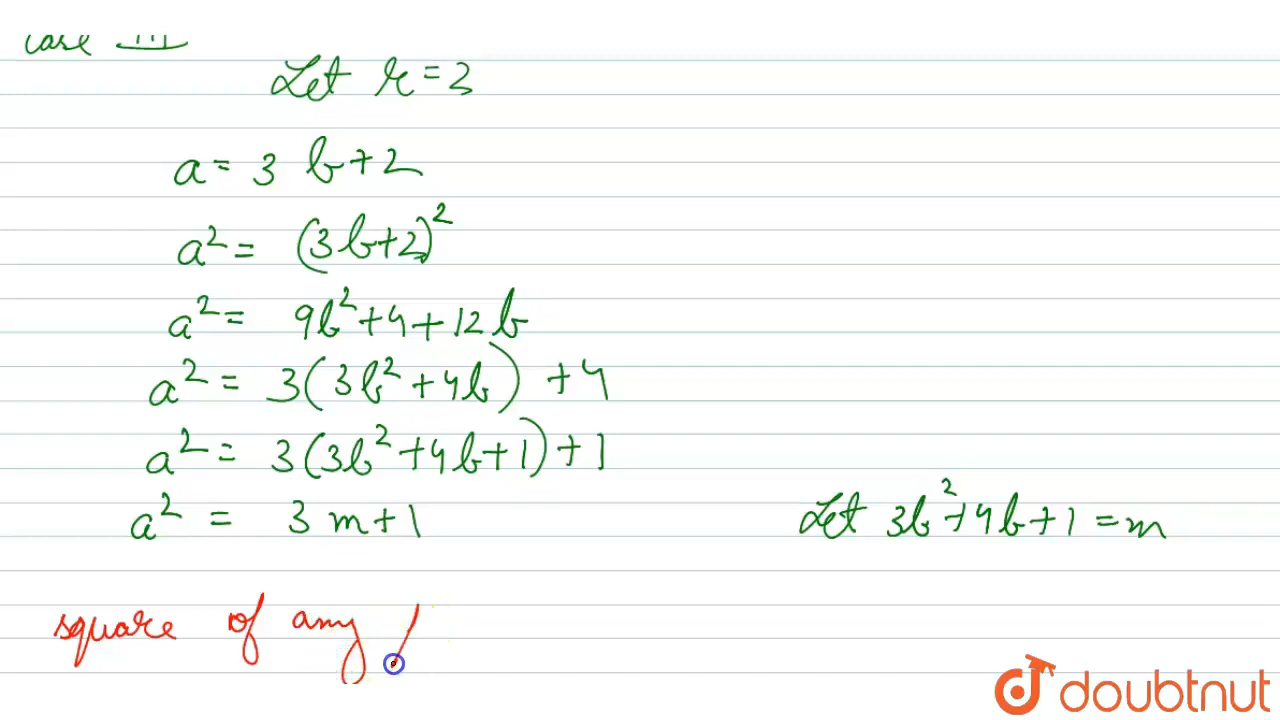 case III
Let r = 3
a = 3 b + 2
a² = (3b+2)²
a² = 9b² + 4 + 12b
a² = 3(3b² + 4b) + 4
a² = 3(3b² + 4b + 1) + 1
a² = 3m + 1
Let 3b² + 4b + 1 = m
square of any
doubtnut